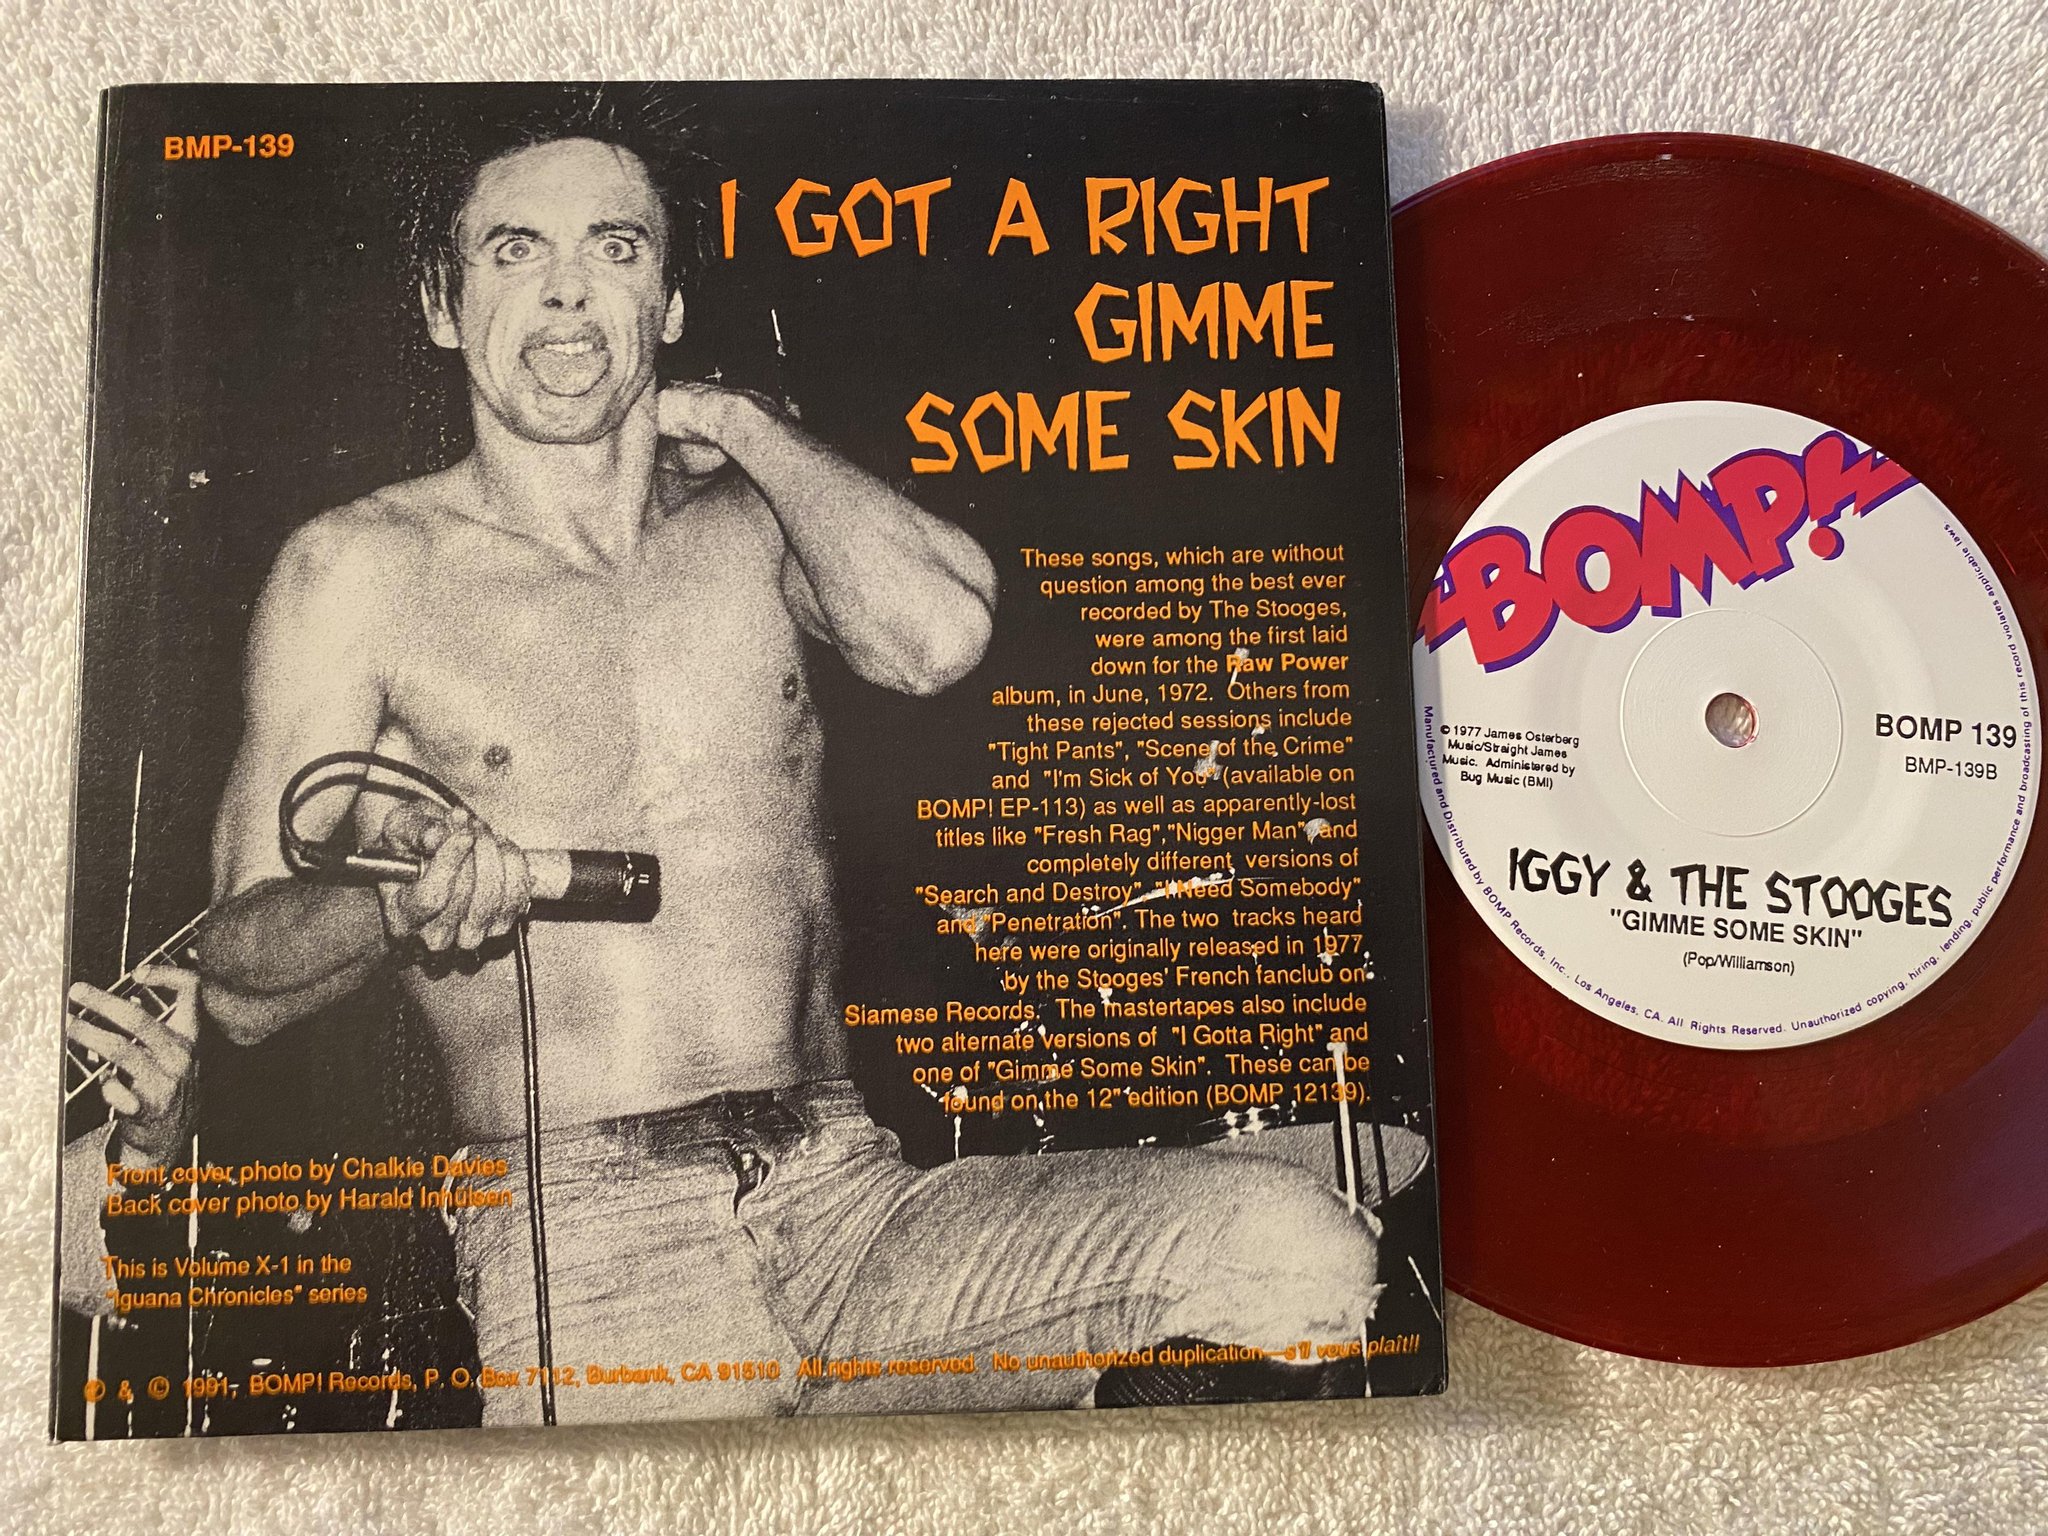 BMP-139
I GOT A RIGHT
GIMME
SOME SKIN
These songs, which are without
question among the best ever
recorded by The Stooges,
were among the first laid
down for the Raw Power
album, in June, 1972. Others from
these rejected sessions include
"Tight Pants", "Scene of the Crime"
and "I'm Sick of You" (available on
BOMP! EP-113) as well as apparently-lost
titles like "Fresh Rag","Nigger Man", and
completely different versions of
"Search and Destroy", "I Need Somebody"
and "Penetration". The two tracks heard
here were originally released in 1977
by the Stooges' French fanclub on
Siamese Records. The mastertapes also include
two alternate versions of "I Gotta Right" and
one of "Gimme Some Skin". These can be
found on the 12" edition (BOMP 12139).
Front cover photo by Chalkie Davies
Back cover photo by Harald Inhülsen
This is Volume X-1 in the
"Iguana Chronicles" series
℗ & © 1991, BOMP! Records, P. O. Box 7112, Burbank, CA 91510 All rights reserved. No unauthorized duplication—s'il vous plaît!!
BOMP!
© 1977 James Osterberg
Music/Straight James
Music. Administered by
Bug Music (BMI)
BOMP 139
BMP-139B
IGGY & THE STOOGES
"GIMME SOME SKIN"
(Pop/Williamson)
Manufactured and Distributed by BOMP Records, Inc., Los Angeles, CA. All Rights Reserved. Unauthorized copying, hiring, lending, public performance and broadcasting of this record violates applicable laws.